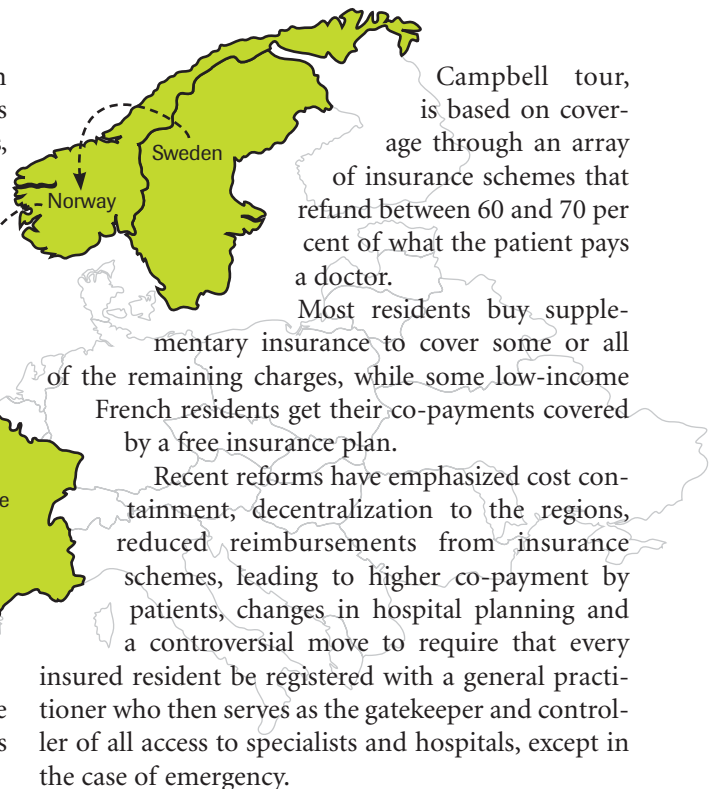 Sweden
Norway
Campbell tour,
is based on cover-
age through an array
of insurance schemes that
refund between 60 and 70 per
cent of what the patient pays
a doctor.
Most residents buy supple-
mentary insurance to cover some or all
of the remaining charges, while some low-income
French residents get their co-payments covered
by a free insurance plan.
Recent reforms have emphasized cost con-
tainment, decentralization to the regions,
reduced reimbursements from insurance
schemes, leading to higher co-payment by
patients, changes in hospital planning and
a controversial move to require that every
insured resident be registered with a general practi-
tioner who then serves as the gatekeeper and control-
ler of all access to specialists and hospitals, except in
the case of emergency.